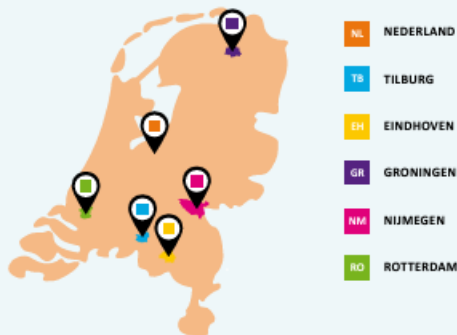 NL NEDERLAND
TB TILBURG
EH EINDHOVEN
GR GRONINGEN
NM NIJMEGEN
RO ROTTERDAM